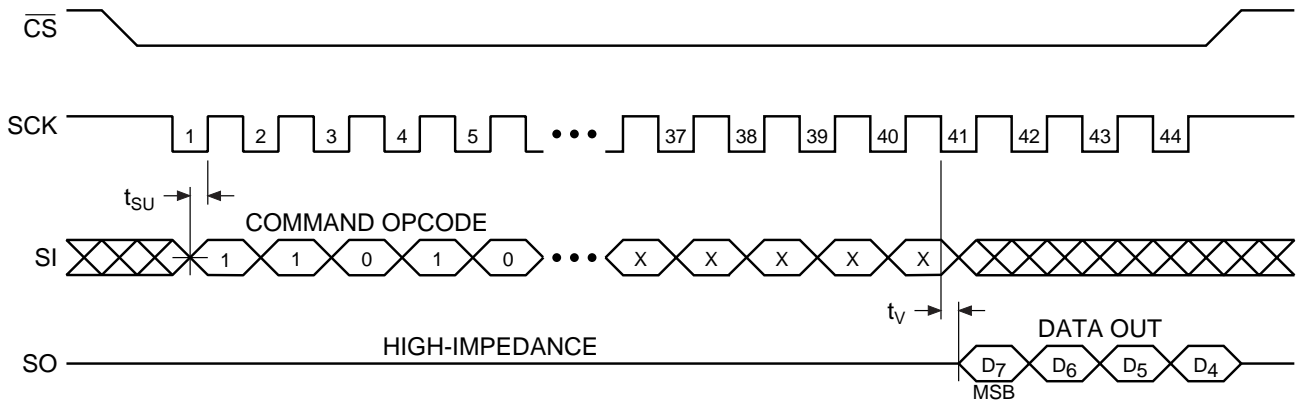 CS
SCK 1 2 3 4 5 ••• 37 38 39 40 41 42 43 44
tSU
COMMAND OPCODE
SI 1 1 0 1 0 ••• X X X X X
tV
DATA OUT
HIGH-IMPEDANCE
SO D7 D6 D5 D4
MSB